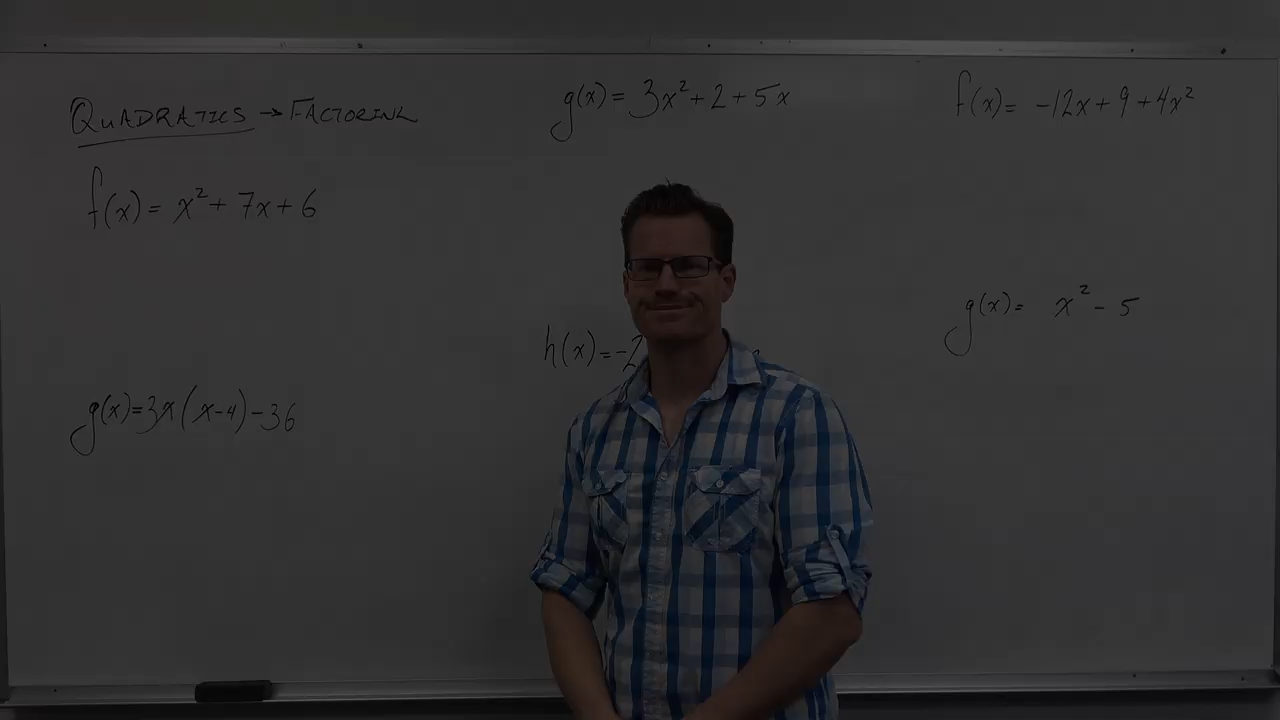 QUADRATICS → FACTORING
f(x) = x² + 7x + 6
g(x) = 3x(x-4) - 36
g(x) = 3x² + 2 + 5x
h(x) = -2
f(x) = -12x + 9 + 4x²
g(x) = x² - 5